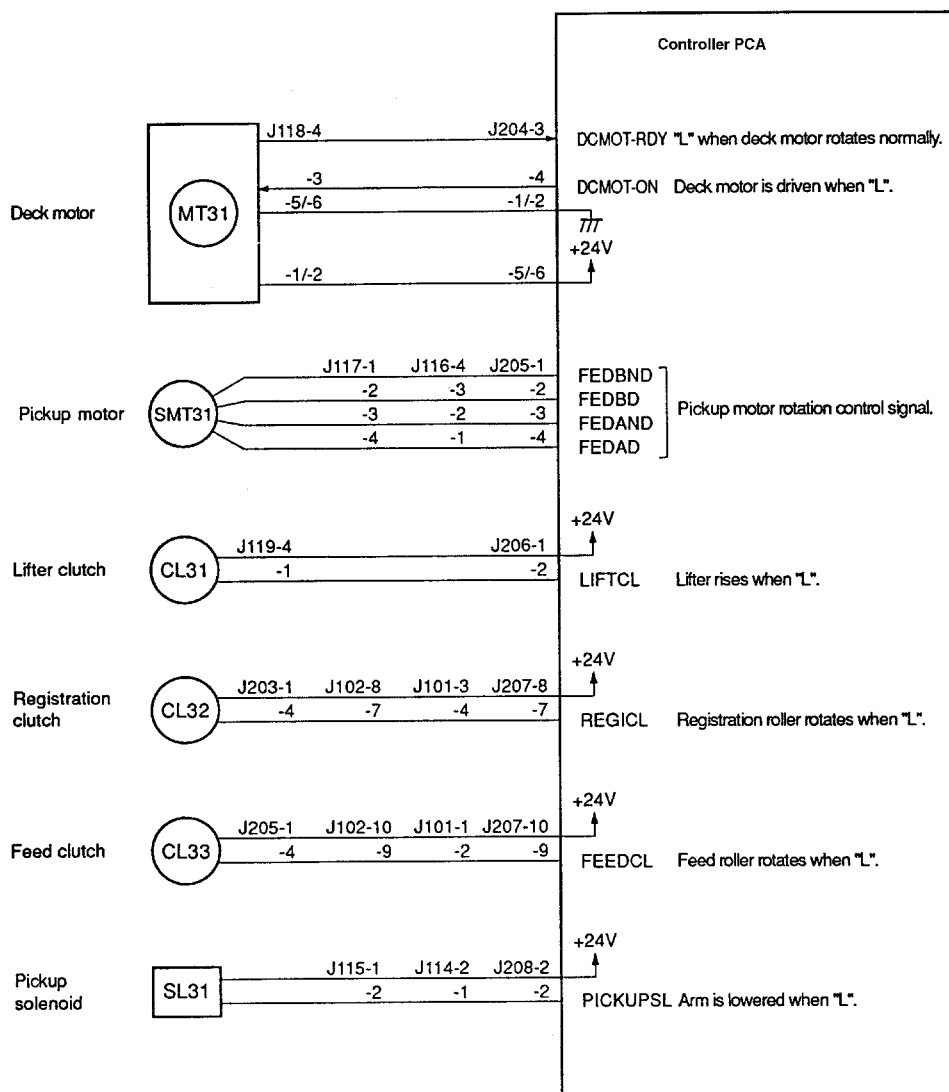 Controller PCA
J118-4 J204-3 DCMOT-RDY "L" when deck motor rotates normally.
-3 -4 DCMOT-ON Deck motor is driven when "L".
Deck motor MT31 -5/-6 -1/-2
+24V
-1/-2 -5/-6
J117-1 J116-4 J205-1 FEDBND
-2 -3 -2 FEDBD
Pickup motor SMT31 -3 -2 -3 FEDAND Pickup motor rotation control signal.
-4 -1 -4 FEDAD
+24V
J119-4 J206-1
Lifter clutch CL31 -1 -2 LIFTCL Lifter rises when "L".
+24V
J203-1 J102-8 J101-3 J207-8
Registration
clutch CL32 -4 -7 -4 -7 REGICL Registration roller rotates when "L".
+24V
J205-1 J102-10 J101-1 J207-10
Feed clutch CL33 -4 -9 -2 -9 FEEDCL Feed roller rotates when "L".
+24V
J115-1 J114-2 J208-2
Pickup
solenoid SL31 -2 -1 -2 PICKUPSL Arm is lowered when "L".